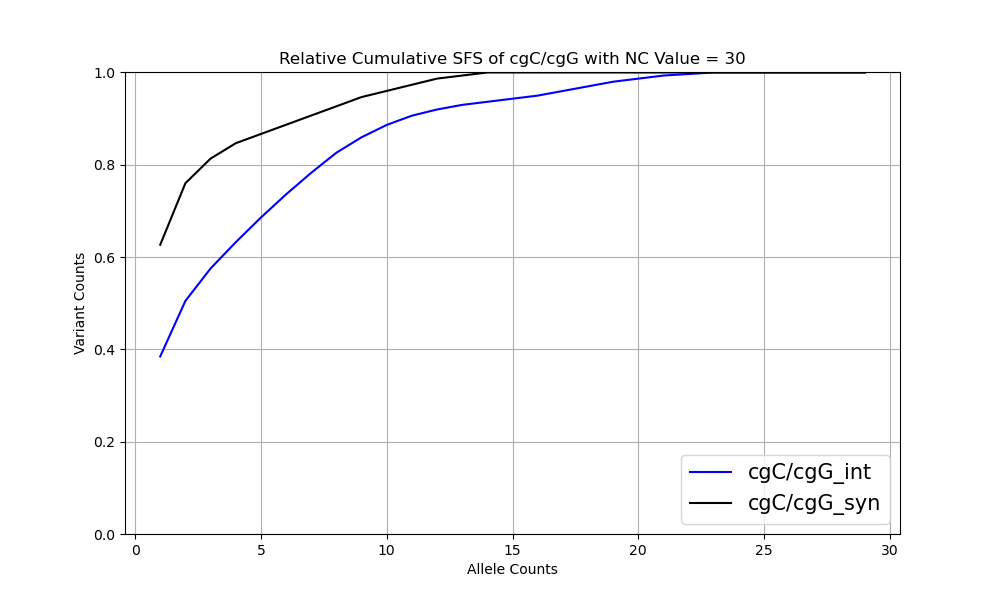 Relative Cumulative SFS of cgC/cgG with NC Value = 30
1.0
0.8
0.6
0.4
0.2
0.0
Variant Counts
0 5 10 15 20 25 30
Allele Counts
cgC/cgG_int
cgC/cgG_syn